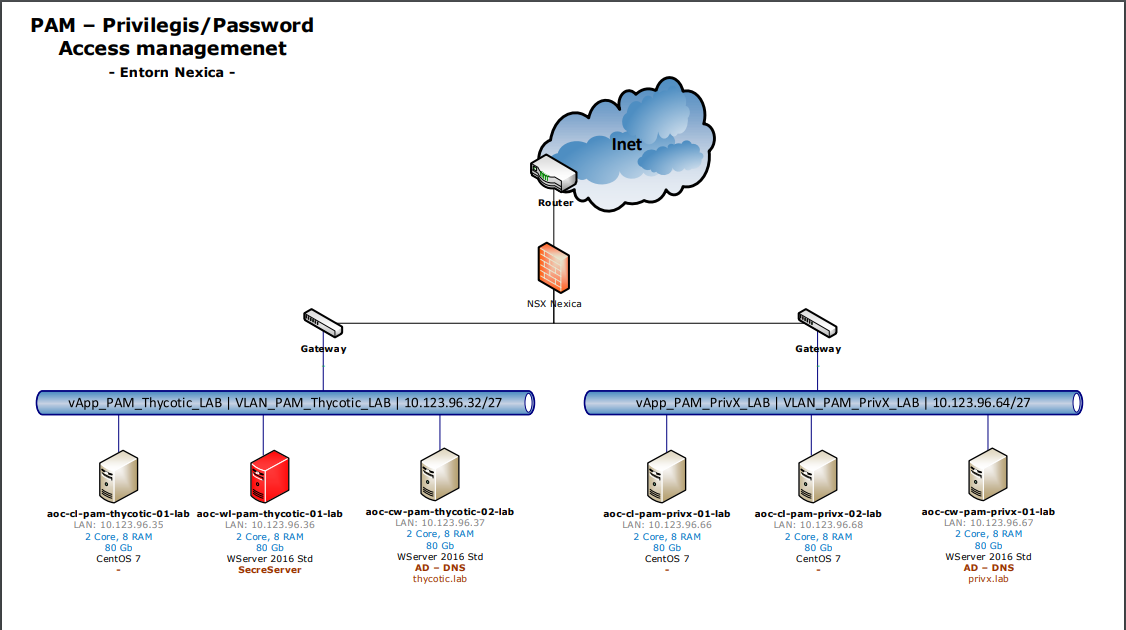 PAM – Privilegis/Password
Access managemenet
- Entorn Nexica -
Inet
Router
NSX Nexica
Gateway
Gateway
vApp_PAM_Thycotic_LAB | VLAN_PAM_Thycotic_LAB | 10.123.96.32/27
vApp_PAM_PrivX_LAB | VLAN_PAM_PrivX_LAB | 10.123.96.64/27
aoc-cl-pam-thycotic-01-lab
LAN: 10.123.96.35
2 Core, 8 RAM
80 Gb
CentOS 7
-
aoc-wl-pam-thycotic-01-lab
LAN: 10.123.96.36
2 Core, 8 RAM
80 Gb
WServer 2016 Std
SecreServer
aoc-cw-pam-thycotic-02-lab
LAN: 10.123.96.37
2 Core, 8 RAM
80 Gb
WServer 2016 Std
AD – DNS
thycotic.lab
aoc-cl-pam-privx-01-lab
LAN: 10.123.96.66
2 Core, 8 RAM
80 Gb
CentOS 7
-
aoc-cl-pam-privx-02-lab
LAN: 10.123.96.68
2 Core, 8 RAM
80 Gb
CentOS 7
-
aoc-cw-pam-privx-01-lab
LAN: 10.123.96.67
2 Core, 8 RAM
80 Gb
WServer 2016 Std
AD – DNS
privx.lab